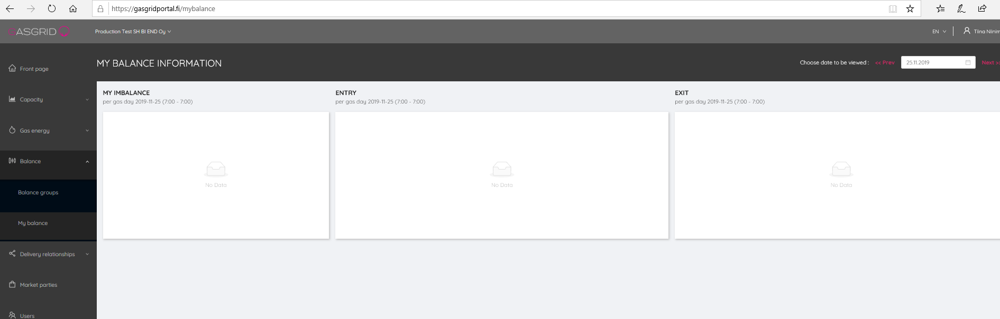 https://gasgridportal.fi/mybalance
GASGRID
Production Test SH BI END Oy
EN
Tiina Niinim
Front page
Capacity
Gas energy
Balance
Balance groups
My balance
Delivery relationships
Market parties
Users
MY BALANCE INFORMATION
Choose date to be viewed :
<< Prev
25.11.2019
Next >>
MY IMBALANCE
per gas day 2019-11-25 (7:00 - 7:00)
No Data
ENTRY
per gas day 2019-11-25 (7:00 - 7:00)
No Data
EXIT
per gas day 2019-11-25 (7:00 - 7:00)
No Data